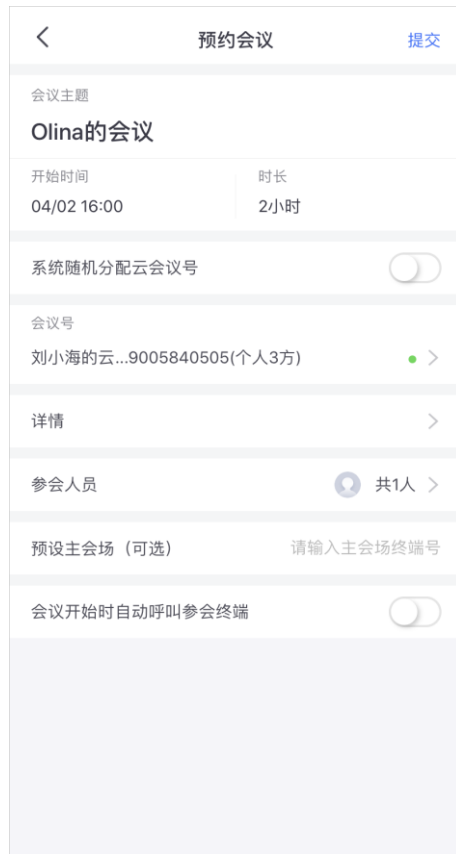 预约会议
提交
会议主题
Olina的会议
开始时间
时长
04/02 16:00
2小时
系统随机分配云会议号
会议号
刘小海的云...9005840505(个人3方)
详情
参会人员
共1人
预设主会场（可选）
请输入主会场终端号
会议开始时自动呼叫参会终端